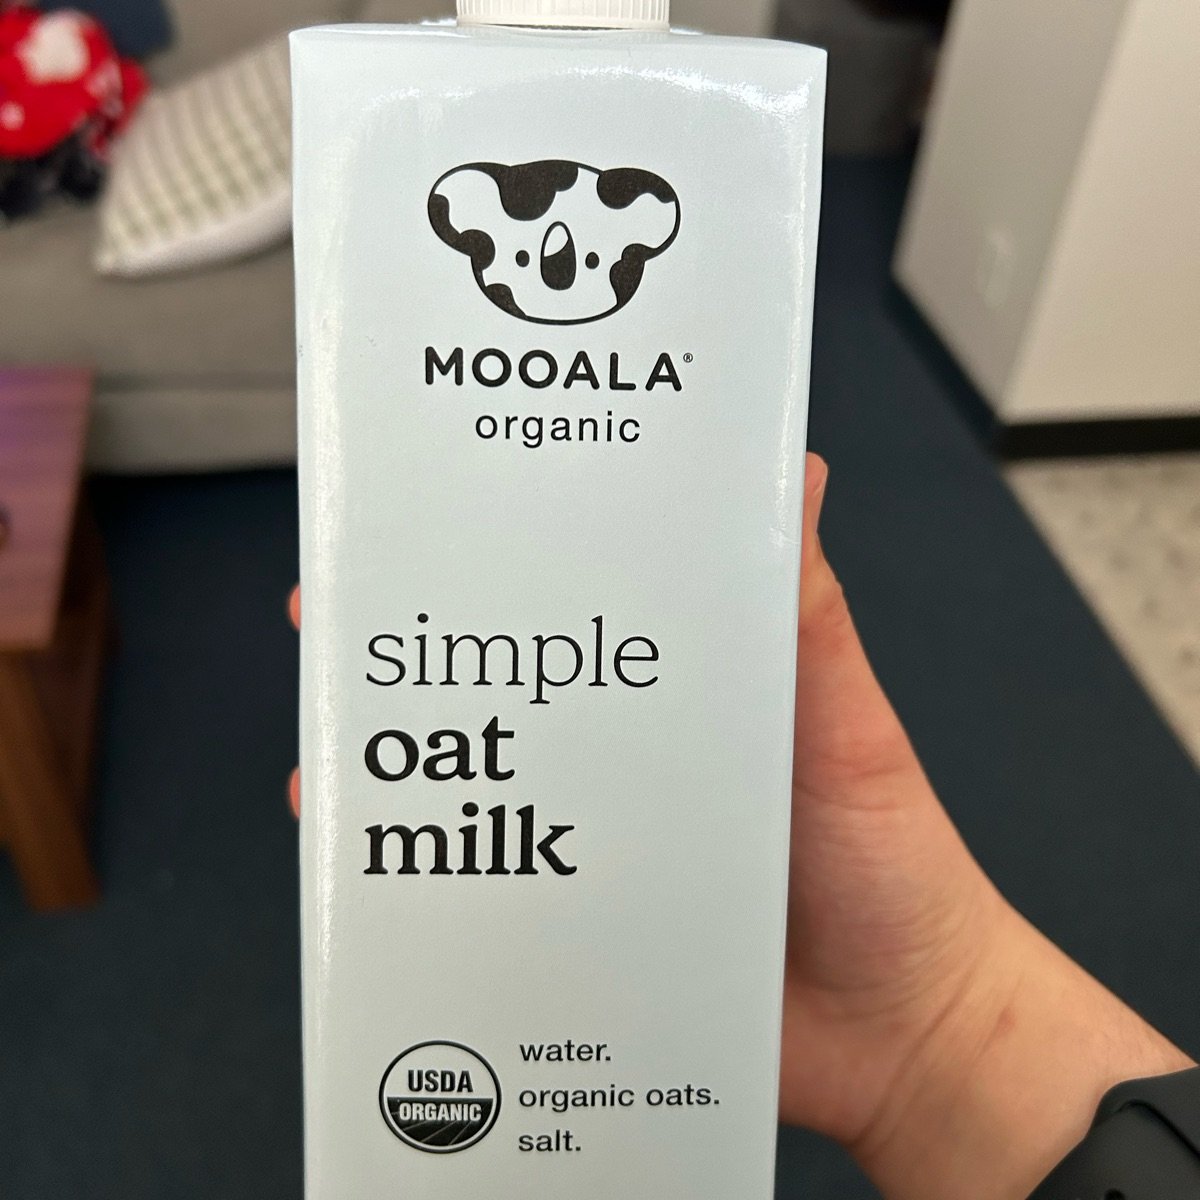 MOOALA®
organic
simple
oat
milk
USDA
ORGANIC
water.
organic oats.
salt.